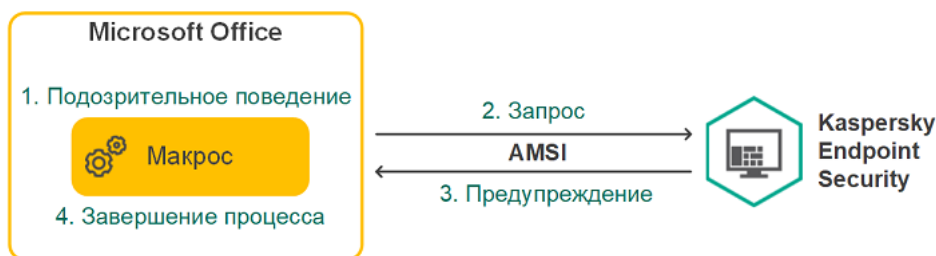 Microsoft Office
1. Подозрительное поведение
Макрос
4. Завершение процесса
2. Запрос
AMSI
3. Предупреждение
Kaspersky
Endpoint
Security